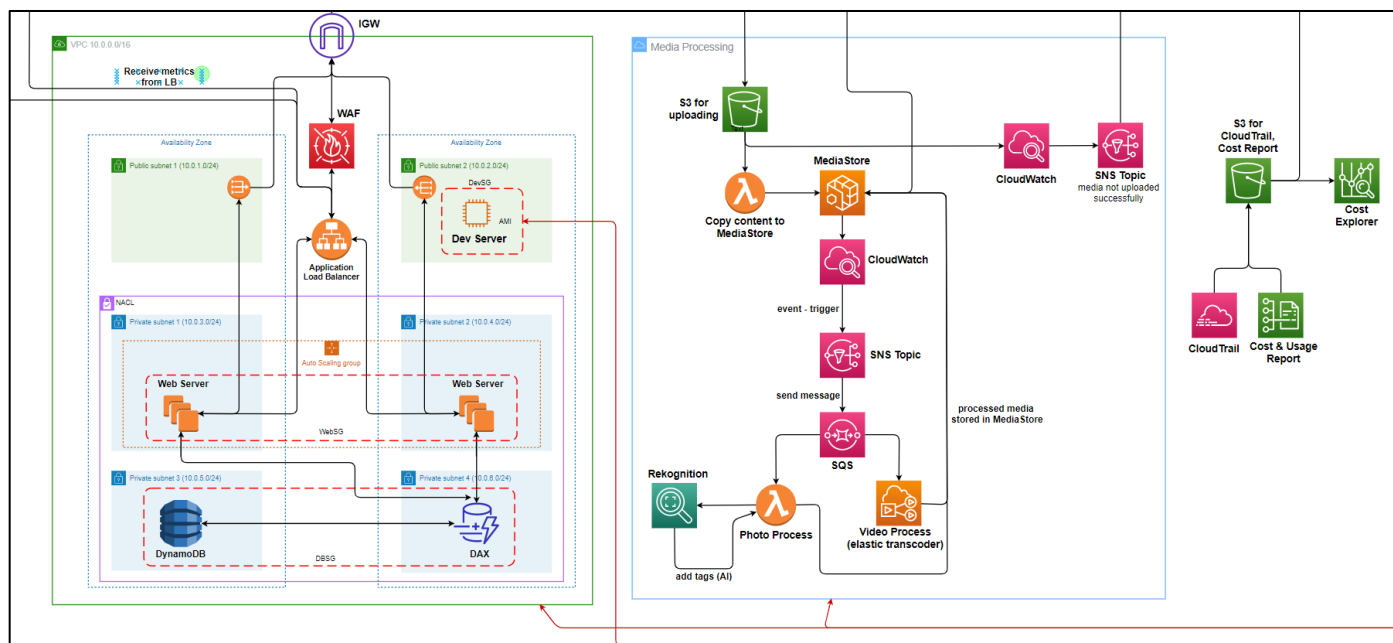 IGW
VPC 10.0.0.0/16
Receive metrics
from LB
WAF
Availability Zone
Availability Zone
Public subnet 1 (10.0.1.0/24)
Public subnet 2 (10.0.2.0/24)
DevSG
AMI
Dev Server
Application
Load Balancer
NACL
Private subnet 1 (10.0.3.0/24)
Private subnet 2 (10.0.4.0/24)
Auto Scaling group
Web Server
Web Server
WebSG
Private subnet 3 (10.0.5.0/24)
Private subnet 4 (10.0.6.0/24)
DynamoDB
DAX
DBSG
Media Processing
S3 for
uploading
Text
MediaStore
Copy content to
MediaStore
CloudWatch
SNS Topic
media not uploaded
successfully
CloudWatch
event - trigger
SNS Topic
send message
processed media
stored in MediaStore
SQS
Rekognition
Photo Process
Video Process
(elastic transcoder)
add tags (AI)
S3 for
CloudTrail,
Cost Report
Cost
Explorer
CloudTrail
Cost & Usage
Report